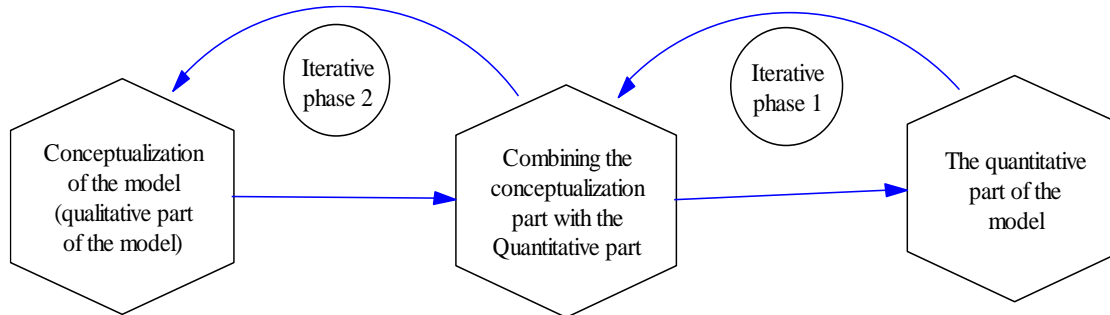 Iterative
phase 2
Iterative
phase 1
Conceptualization
of the model
(qualitative part
of the model)
Combining the
conceptualization
part with the
Quantitative part
The quantitative
part of the
model